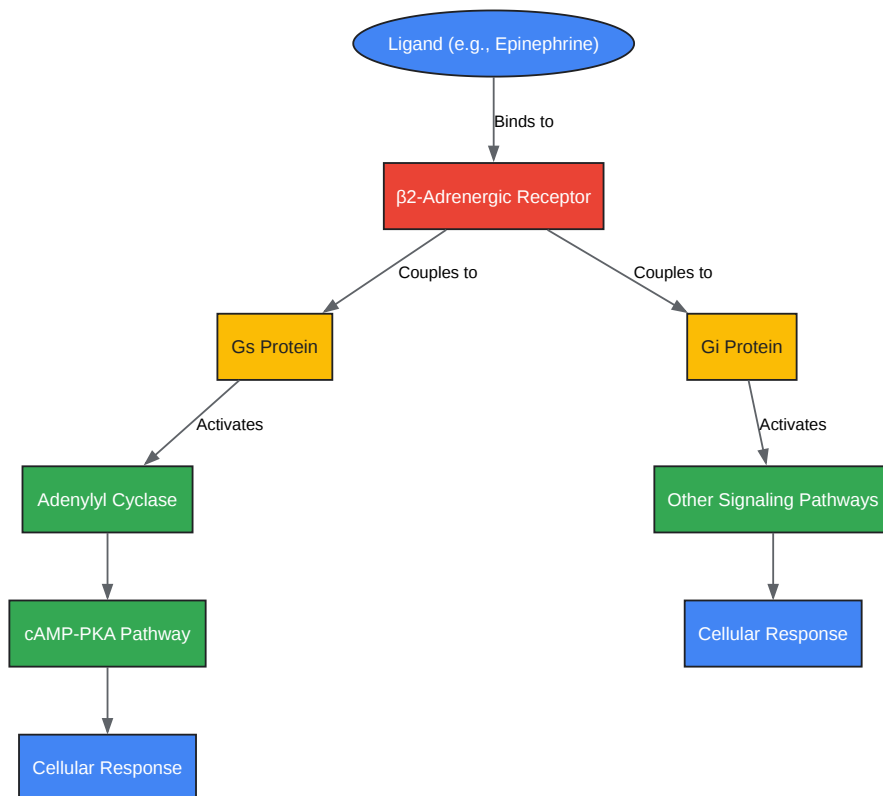 Ligand (e.g., Epinephrine)
Binds to
β2-Adrenergic Receptor
Couples to
Couples to
Gs Protein
Gi Protein
Activates
Activates
Adenylyl Cyclase
Other Signaling Pathways
cAMP-PKA Pathway
Cellular Response
Cellular Response